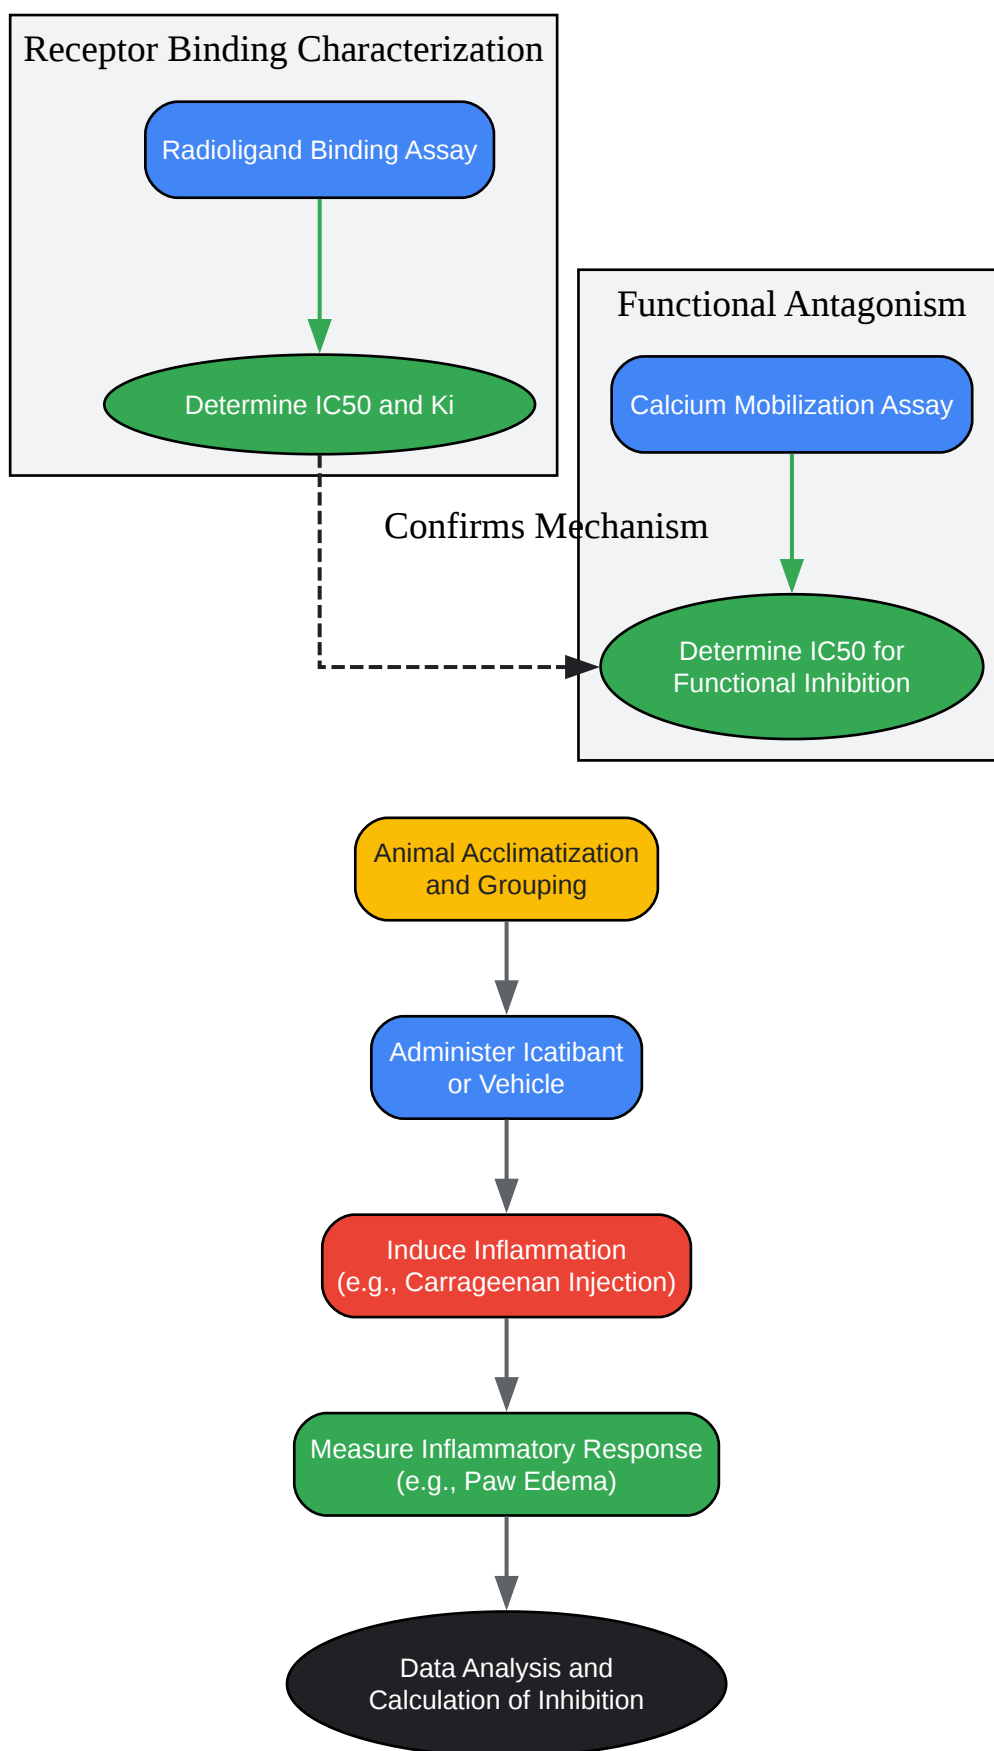 Receptor Binding Characterization
Radioligand Binding Assay
Determine IC50 and Ki
Functional Antagonism
Calcium Mobilization Assay
Confirms Mechanism
Determine IC50 for
Functional Inhibition
Animal Acclimatization
and Grouping
Administer Icatibant
or Vehicle
Induce Inflammation
(e.g., Carrageenan Injection)
Measure Inflammatory Response
(e.g., Paw Edema)
Data Analysis and
Calculation of Inhibition